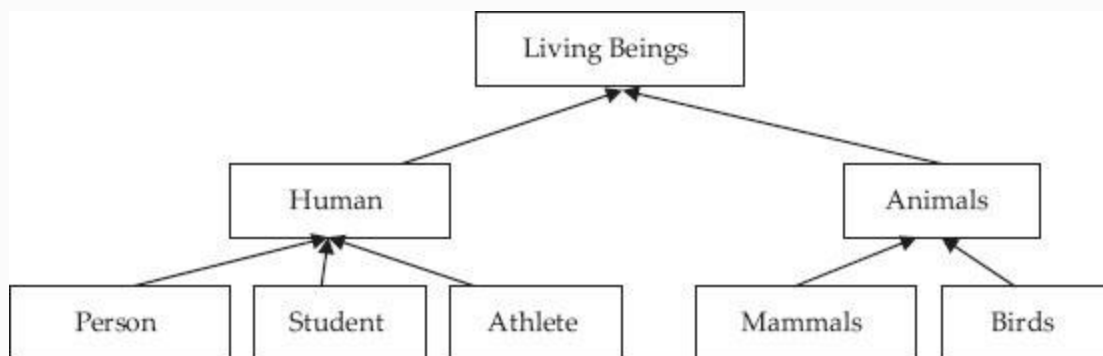 Living Beings
Human
Animals
Person
Student
Athlete
Mammals
Birds